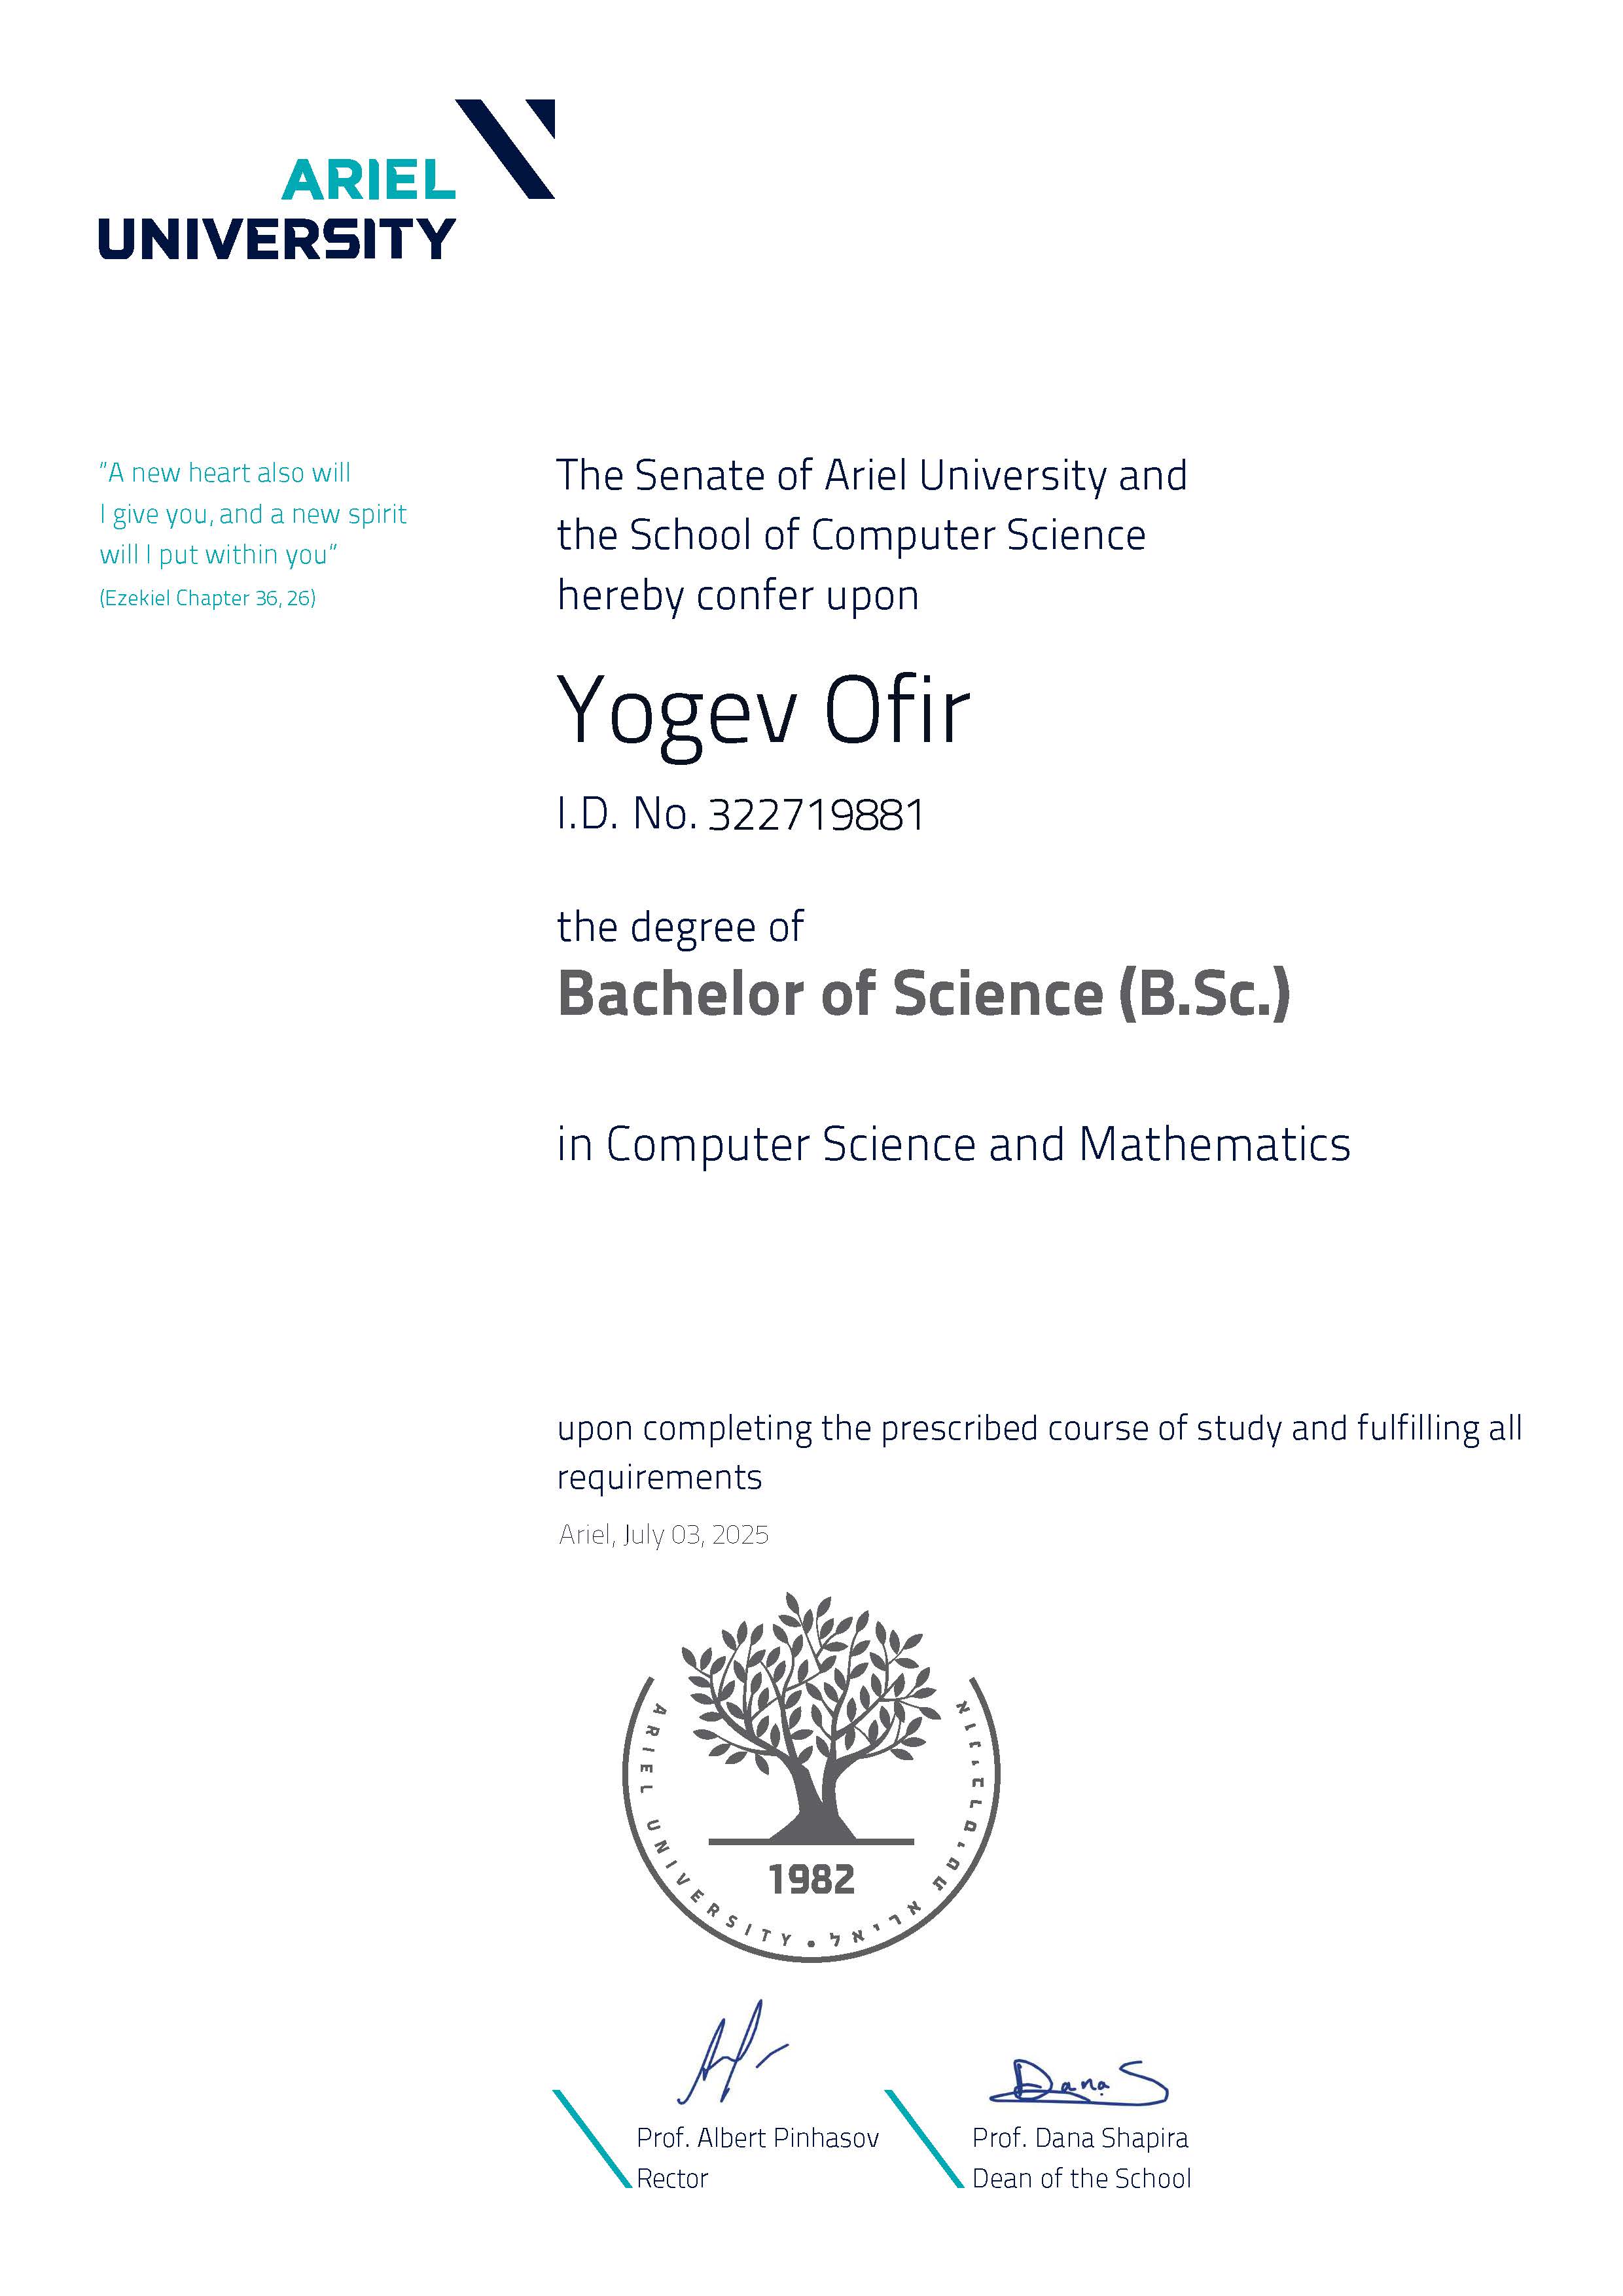 ARIEL
UNIVERSITY
"A new heart also will
I give you, and a new spirit
will I put within you"
(Ezekiel Chapter 36, 26)
The Senate of Ariel University and
the School of Computer Science
hereby confer upon
Yogev Ofir
I.D. No. 322719881
the degree of
Bachelor of Science (B.Sc.)
in Computer Science and Mathematics
upon completing the prescribed course of study and fulfilling all
requirements
Ariel, July 03, 2025
ARIEL UNIVERSITY • אוניברסיטת אריאל
1982
Dana S
Prof. Albert Pinhasov
Rector
Prof. Dana Shapira
Dean of the School